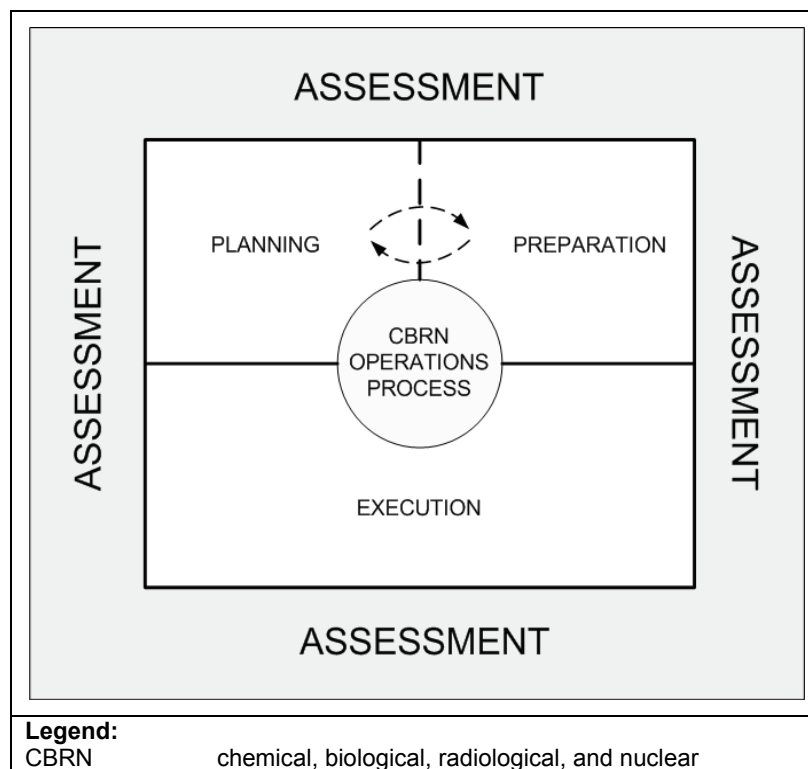 ASSESSMENT
ASSESSMENT
PLANNING
PREPARATION
ASSESSMENT
CBRN
OPERATIONS
PROCESS
EXECUTION
ASSESSMENT
Legend:
CBRN chemical, biological, radiological, and nuclear